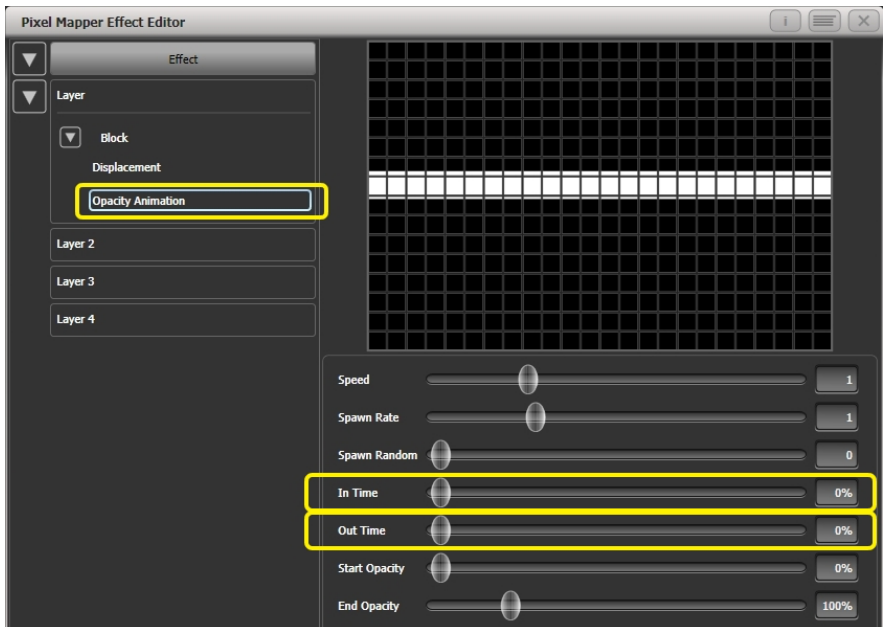 Pixel Mapper Effect Editor
i
Effect
Layer
Block
Displacement
Opacity Animation
Layer 2
Layer 3
Layer 4
Speed 1
Spawn Rate 1
Spawn Random 0
In Time 0%
Out Time 0%
Start Opacity 0%
End Opacity 100%